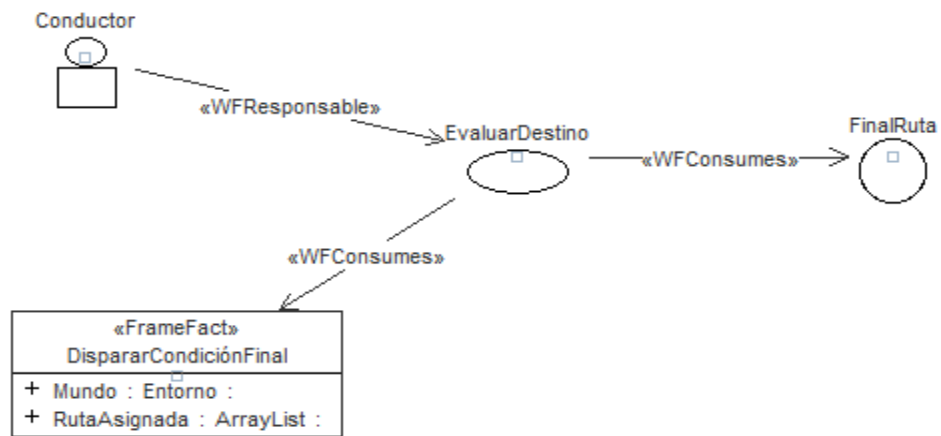 Conductor
«WFResponsable»
EvaluarDestino
FinalRuta
«WFConsumes»
«WFConsumes»
«FrameFact»
DispararCondiciónFinal
+ Mundo : Entorno :
+ RutaAsignada : ArrayList :